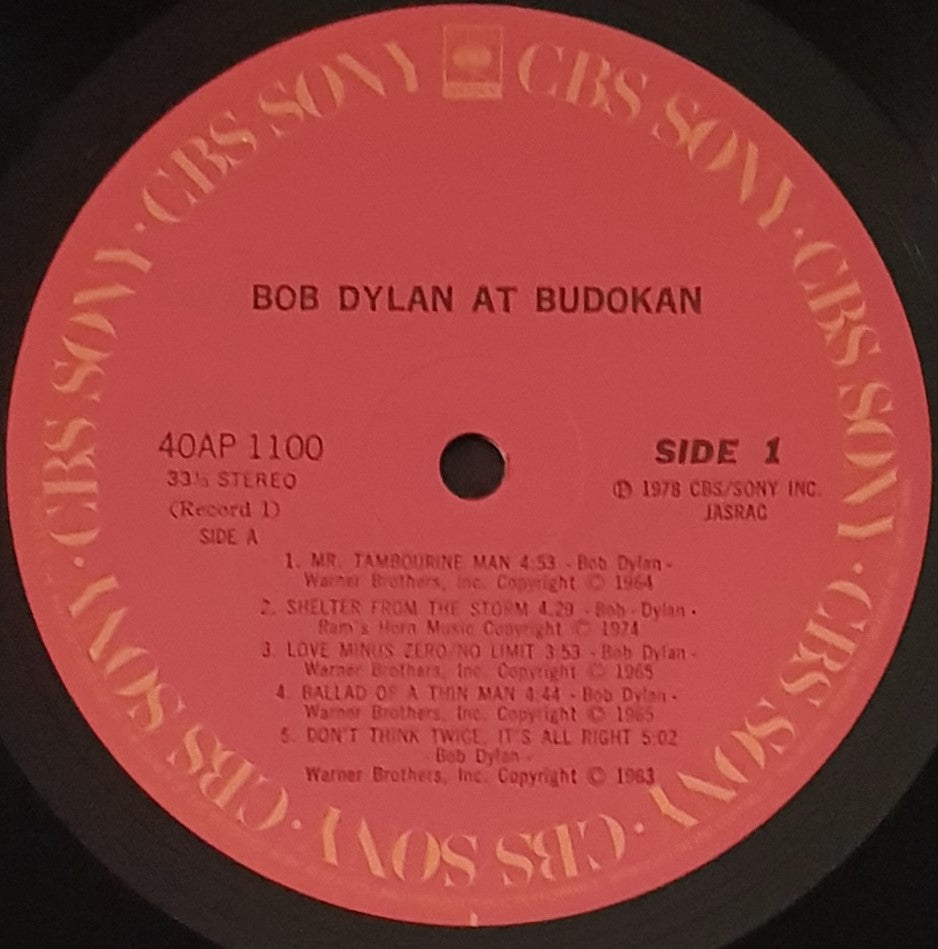 CBS SONY · CBS SONY · CBS SONY · CBS SONY · CBS SONY · CBS SONY · CBS SONY · CBS SONY
BOB DYLAN AT BUDOKAN
40AP 1100
33⅓ STEREO
(Record 1)
SIDE A
SIDE 1
Ⓟ 1978 CBS/SONY INC.
JASRAC
1. MR. TAMBOURINE MAN 4:53 - Bob Dylan -
Warner Brothers, Inc. Copyright © 1964
2. SHELTER FROM THE STORM 4.29 - Bob - Dylan -
Ram's Horn Music Copyright © 1974
3. LOVE MINUS ZERO/NO LIMIT 3:53 - Bob Dylan -
Warner Brothers, Inc. Copyright © 1965
4. BALLAD OF A THIN MAN 4:44 - Bob Dylan -
Warner Brothers, Inc. Copyright © 1965
5. DON'T THINK TWICE, IT'S ALL RIGHT 5:02
- Bob Dylan -
Warner Brothers, Inc. Copyright © 1963